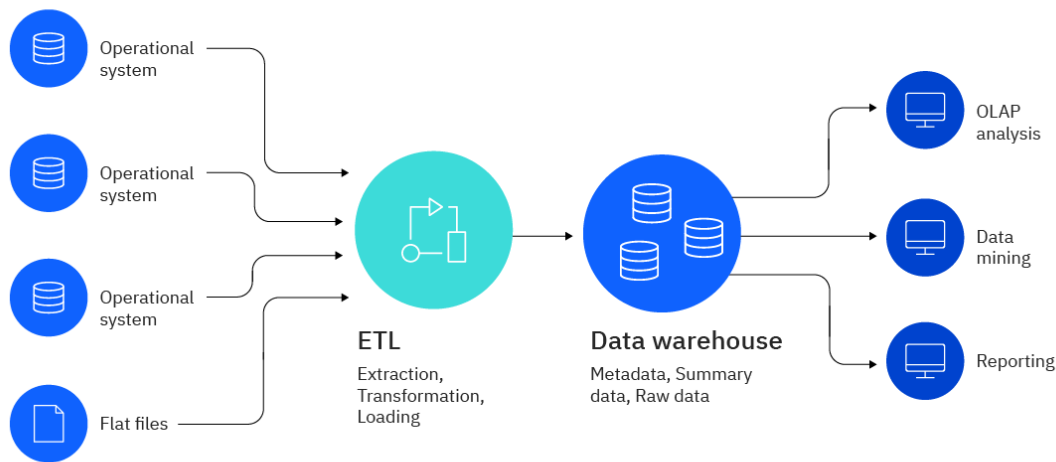 Operational
system
Operational
system
Operational
system
Flat files
ETL
Extraction,
Transformation,
Loading
Data warehouse
Metadata, Summary
data, Raw data
OLAP
analysis
Data
mining
Reporting